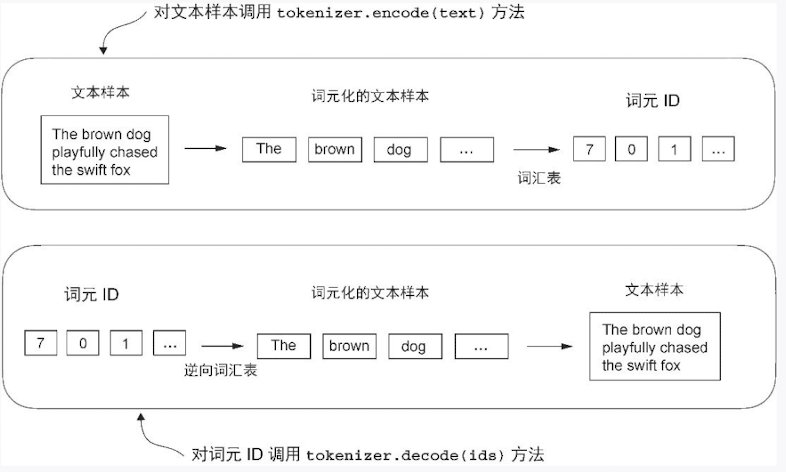 对文本样本调用 tokenizer.encode(text) 方法
文本样本
词元化的文本样本
词元 ID
The brown dog
playfully chased
the swift fox
The brown dog ...
7 0 1 ...
词汇表
词元 ID
词元化的文本样本
文本样本
7 0 1 ...
The brown dog ...
The brown dog
playfully chased
the swift fox
逆向词汇表
对词元 ID 调用 tokenizer.decode(ids) 方法